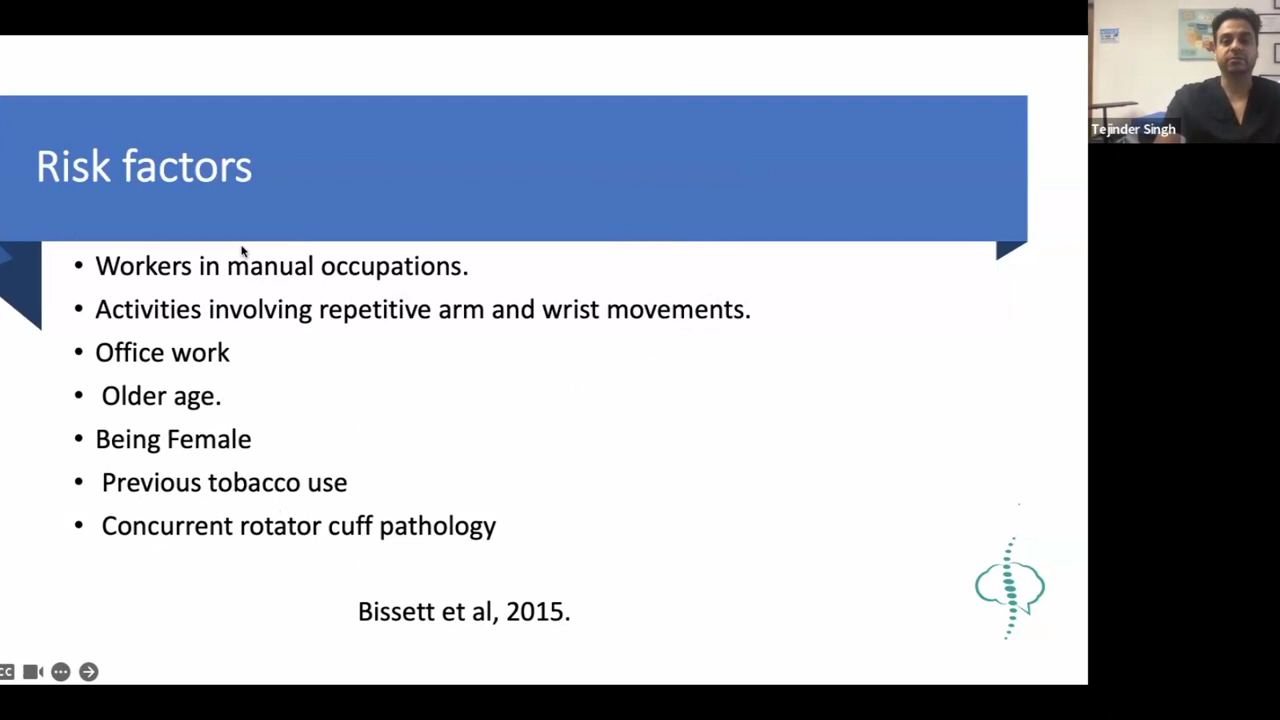 Risk factors
• Workers in manual occupations.
• Activities involving repetitive arm and wrist movements.
• Office work
• Older age.
• Being Female
• Previous tobacco use
• Concurrent rotator cuff pathology
Bissett et al, 2015.
Tejinder Singh
CC